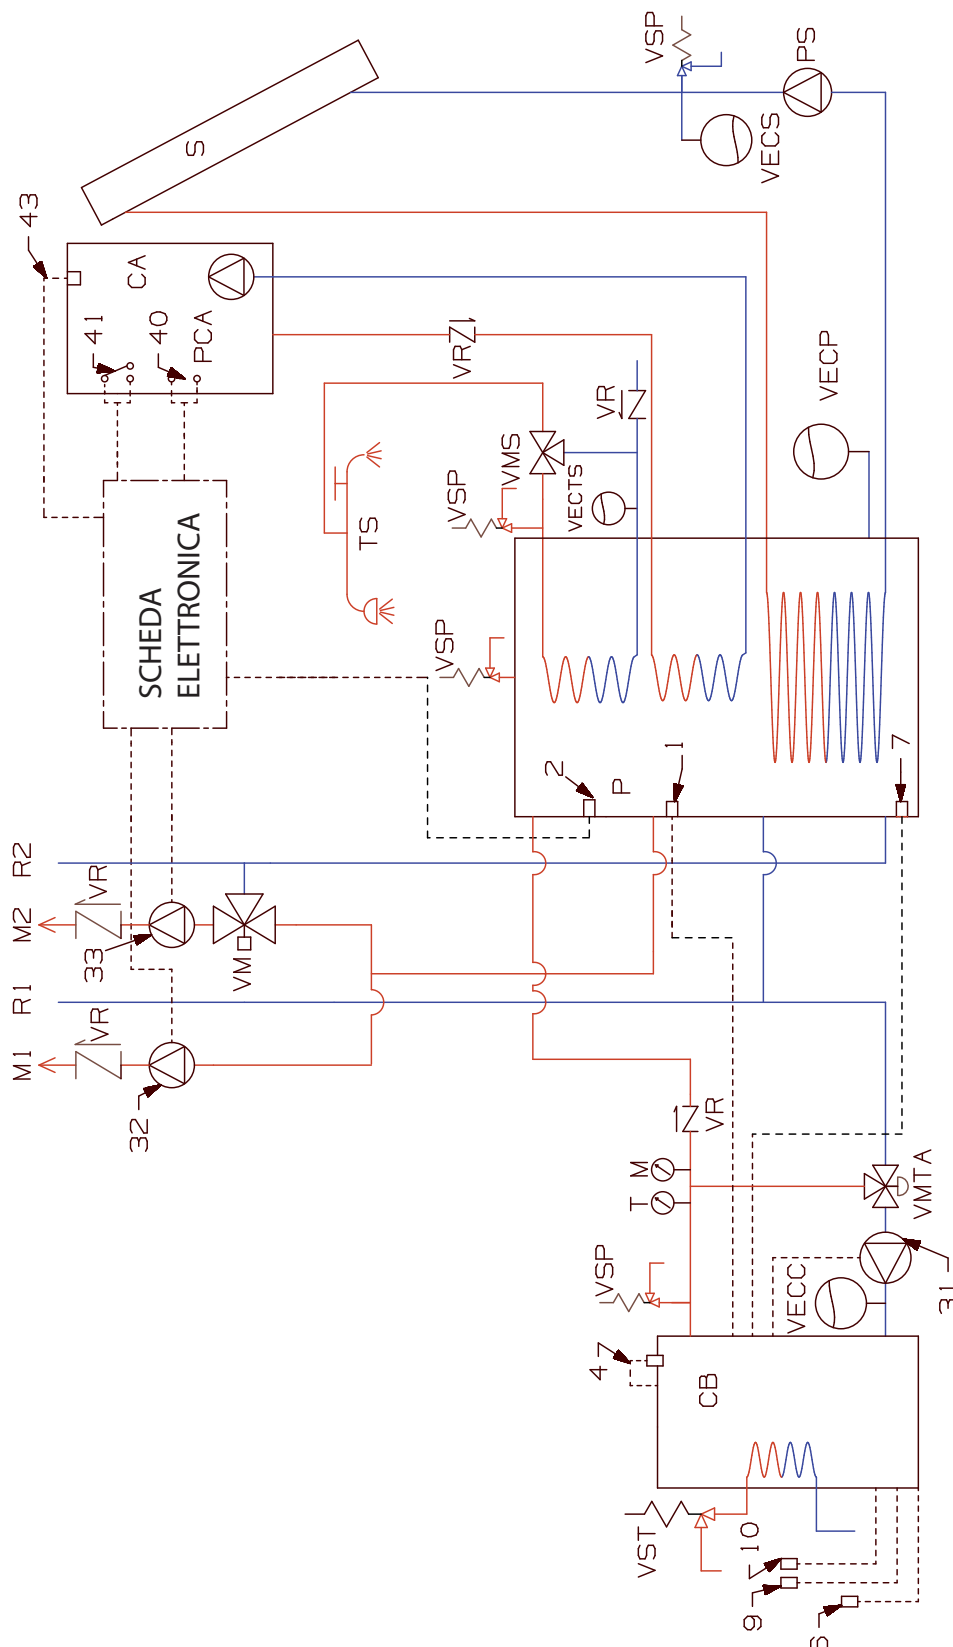 VSP
PS
VECS
S
43
CA
41
40
PCA
VR
VECP
VR
VMS
VECTS
VSP
TS
SCHEDA
ELETTRONICA
VSP
2
P
1
7
R2
VR
M2
33
VM
R1
VR
M1
32
VR
M
T
VMTA
VSP
VECC
31
47
CB
VST
10
9